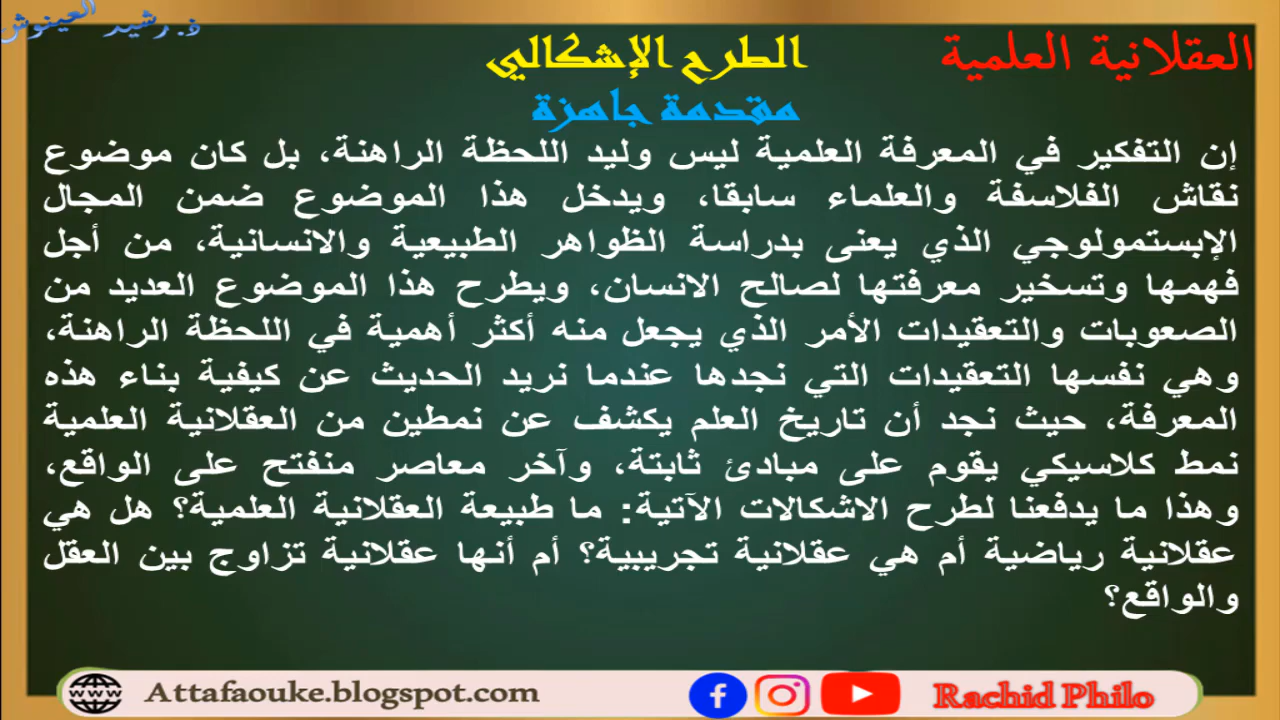 ذ. رشيد العينوش
العقلانية العلمية
الطرح الإشكالي
مقدمة جاهزة
إن التفكير في المعرفة العلمية ليس وليد اللحظة الراهنة، بل كان موضوع
نقاش الفلاسفة والعلماء سابقا، ويدخل هذا الموضوع ضمن المجال
الإبستمولوجي الذي يعنى بدراسة الظواهر الطبيعية والانسانية، من أجل
فهمها وتسخير معرفتها لصالح الانسان، ويطرح هذا الموضوع العديد من
الصعوبات والتعقيدات الأمر الذي يجعل منه أكثر أهمية في اللحظة الراهنة،
وهي نفسها التعقيدات التي نجدها عندما نريد الحديث عن كيفية بناء هذه
المعرفة، حيث نجد أن تاريخ العلم يكشف عن نمطين من العقلانية العلمية
نمط كلاسيكي يقوم على مبادئ ثابتة، وآخر معاصر منفتح على الواقع،
وهذا ما يدفعنا لطرح الاشكالات الآتية: ما طبيعة العقلانية العلمية؟ هل هي
عقلانية رياضية أم هي عقلانية تجريبية؟ أم أنها عقلانية تزاوج بين العقل
والواقع؟
www Attafaouke.blogspot.com Rachid Philo